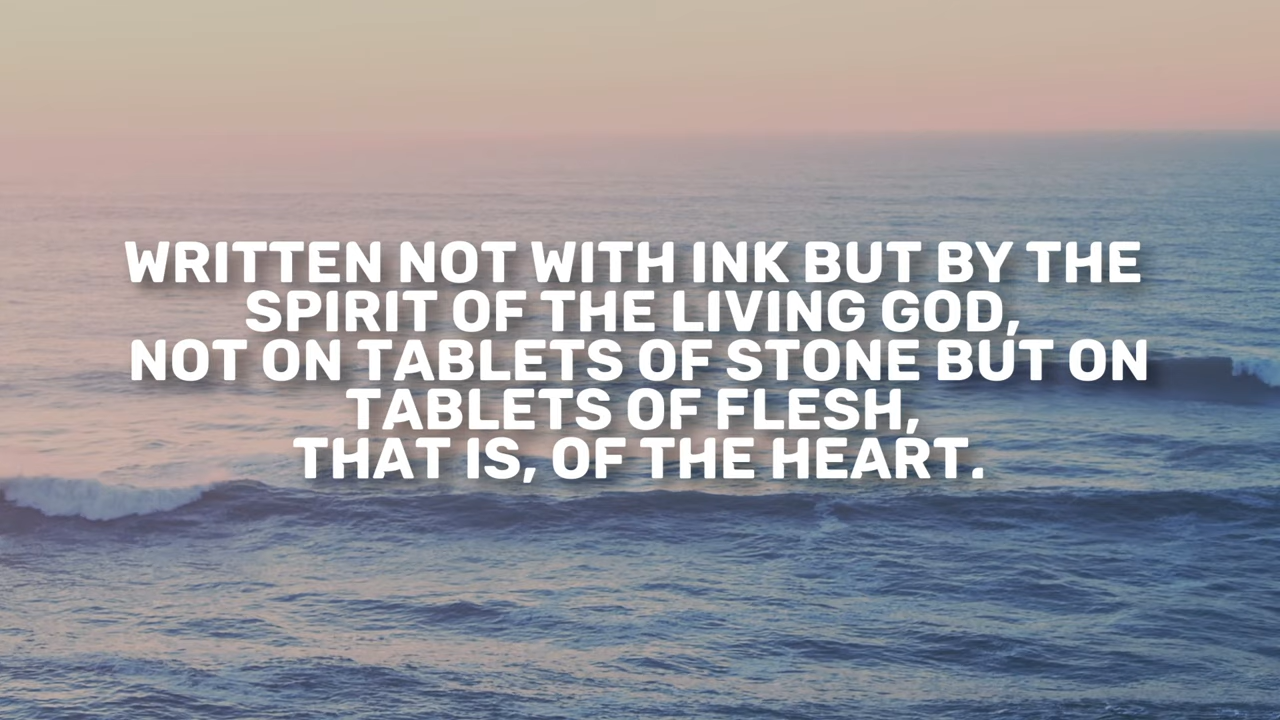 WRITTEN NOT WITH INK BUT BY THE
SPIRIT OF THE LIVING GOD,
NOT ON TABLETS OF STONE BUT ON
TABLETS OF FLESH,
THAT IS, OF THE HEART.